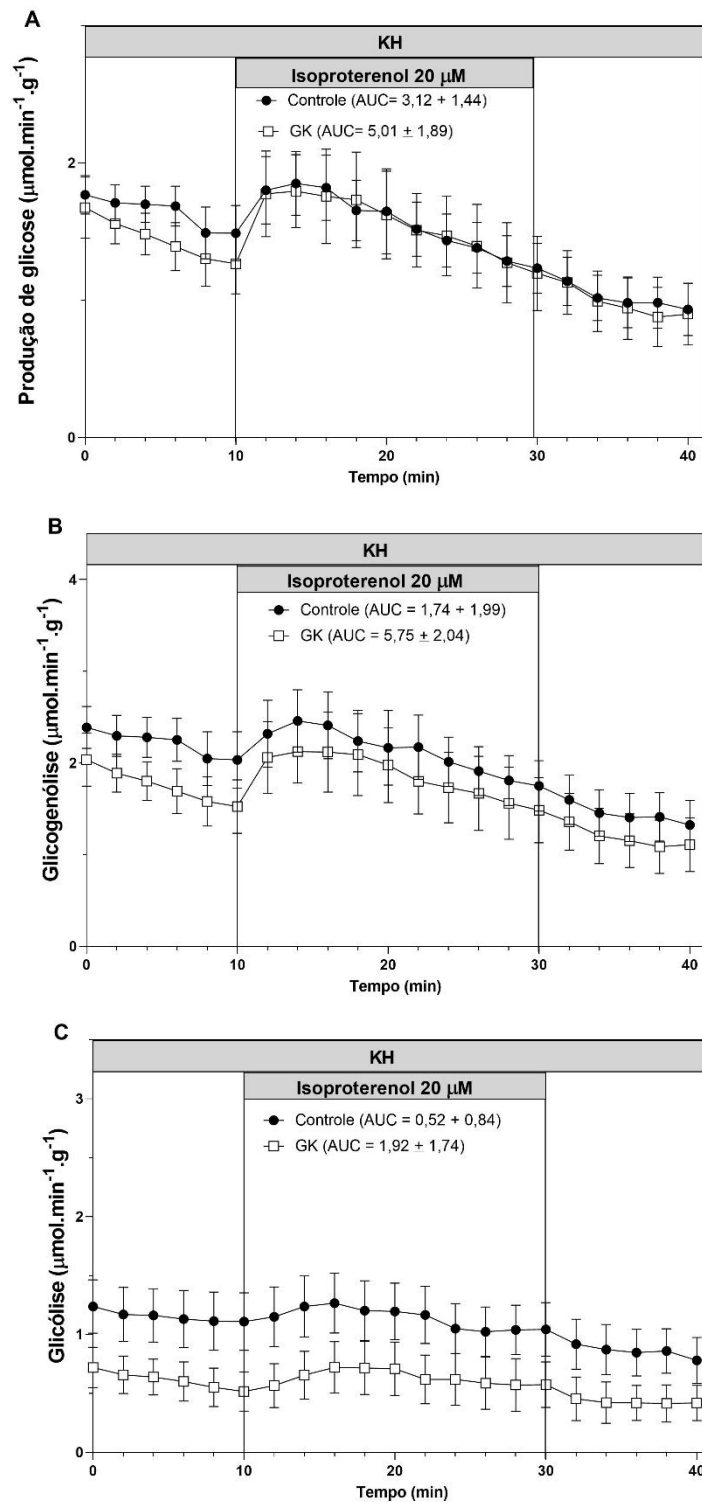 A
KH
Isoproterenol 20 μM
Controle (AUC= 3,12 + 1,44)
GK (AUC= 5,01 ± 1,89)
Produção de glicose (μmol.min⁻¹.g⁻¹)
2
0
0 10 20 30 40
Tempo (min)
B
KH
Isoproterenol 20 μM
Controle (AUC = 1,74 + 1,99)
GK (AUC = 5,75 ± 2,04)
Glicogenólise (μmol.min⁻¹.g⁻¹)
4
2
0
0 10 20 30 40
Tempo (min)
C
KH
Isoproterenol 20 μM
Controle (AUC = 0,52 + 0,84)
GK (AUC = 1,92 ± 1,74)
Glicólise (μmol.min⁻¹.g⁻¹)
3
2
1
0
0 10 20 30 40
Tempo (min)